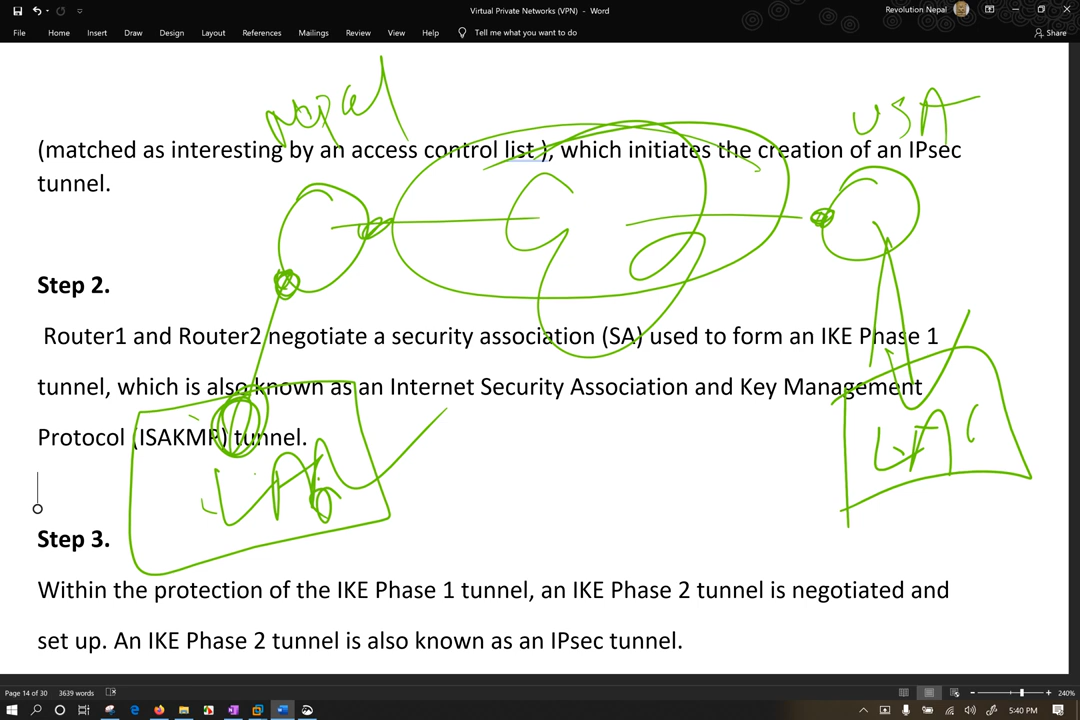 Virtual Private Networks (VPN) - Word
Revolution Nepal
File Home Insert Draw Design Layout References Mailings Review View Help Tell me what you want to do Share
Nepal USA
(matched as interesting by an access control list ), which initiates the creation of an IPsec
tunnel.
Step 2.
Router1 and Router2 negotiate a security association (SA) used to form an IKE Phase 1
tunnel, which is also known as an Internet Security Association and Key Management
Protocol (ISAKMP) tunnel.
Step 3.
Within the protection of the IKE Phase 1 tunnel, an IKE Phase 2 tunnel is negotiated and
set up. An IKE Phase 2 tunnel is also known as an IPsec tunnel.
Page 14 of 30 3639 words 240%
5:40 PM